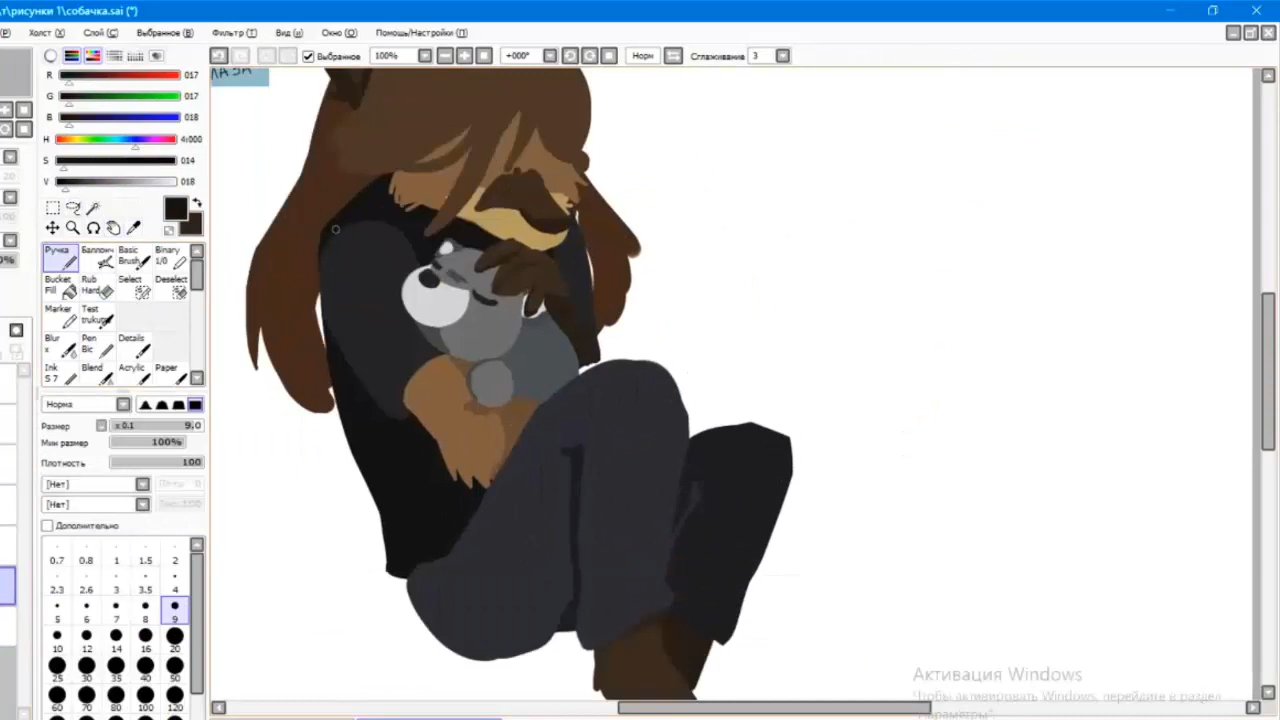 т\рисунки 1\собачка.sai (*)
(Р) Холст (Х) Слой (С) Выбранное (В) Фильтр (Т) Вид (и) Окно (О) Помощь/Настройки (П)
Выбранное 100% +000° Норм Сглаживание 3
R 017
G 017
B 018
H 4:000
S 014
V 018
20
00
0%
Ручка Баллонч Basic Brush Binary 1/0
Bucket Fill Rub Hard Select Deselect
Marker Test
Blur x Pen Bic Details
Ink 5 7 Blend Acrylic Paper
Норма
Размер x 0.1 9.0
Мин размер 100%
Плотность 100
[Нет]
[Нет]
Дополнительно
0.7 0.8 1 1.5 2
2.3 2.6 3 3.5 4
5 6 7 8 9
10 12 14 16 20
25 30 35 40 50
60 70 80 100 120
Активация Windows
Чтобы активировать Windows, перейдите в раздел
"Параметры".